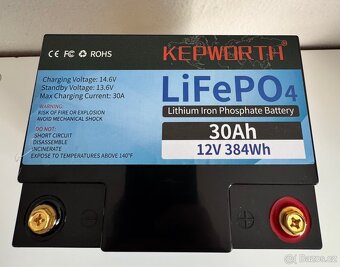 KEPWORTH
CE FC ROHS
Charging Voltage: 14.6V
Standby Voltage: 13.6V
Max Charging Current: 30A
WARNING:
RISK OF FIRE OR EXPLOSION
AVOID MECHANICAL SHOCK
DO NOT:
SHORT CIRCUIT
DISASSEMBLE
INCINERATE
EXPOSE TO TEMPERATURES ABOVE 140°F
LiFePO4
Lithium Iron Phosphate Battery
30Ah
12V 384Wh
Bazoš.cz